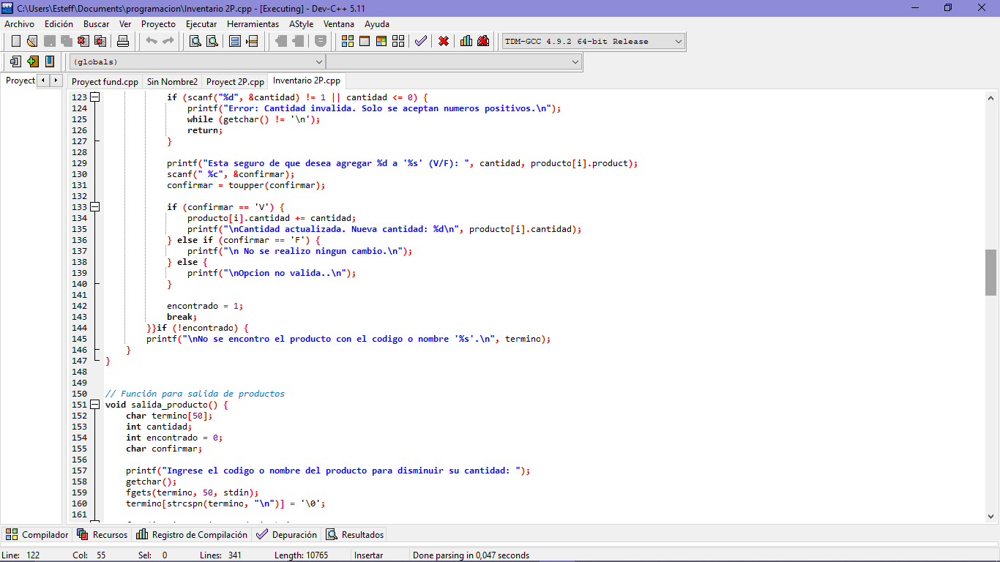 C:\Users\Esteff\Documents\programacion\Inventario 2P.cpp - [Executing] - Dev-C++ 5.11
Archivo Edición Buscar Ver Proyecto Ejecutar Herramientas AStyle Ventana Ayuda
TDM-GCC 4.9.2 64-bit Release
(globals)
Proyect Proyect fund.cpp Sin Nombre2 Proyect 2P.cpp Inventario 2P.cpp
123 if (scanf("%d", &cantidad) != 1 || cantidad <= 0) {
124 printf("Error: Cantidad invalida. Solo se aceptan numeros positivos.\n");
125 while (getchar() != '\n');
126 return;
127 }
128
129 printf("Esta seguro de que desea agregar %d a '%s' (V/F): ", cantidad, producto[i].product);
130 scanf(" %c", &confirmar);
131 confirmar = toupper(confirmar);
132
133 if (confirmar == 'V') {
134 producto[i].cantidad += cantidad;
135 printf("\nCantidad actualizada. Nueva cantidad: %d\n", producto[i].cantidad);
136 } else if (confirmar == 'F') {
137 printf("\n No se realizo ningun cambio.\n");
138 } else {
139 printf("\nOpcion no valida..\n");
140 }
141
142 encontrado = 1;
143 break;
144 }}if (!encontrado) {
145 printf("\nNo se encontro el producto con el codigo o nombre '%s'.\n", termino);
146 }
147 }
148
149
150 // Función para salida de productos
151 void salida_producto() {
152 char termino[50];
153 int cantidad;
154 int encontrado = 0;
155 char confirmar;
156
157 printf("Ingrese el codigo o nombre del producto para disminuir su cantidad: ");
158 getchar();
159 fgets(termino, 50, stdin);
160 termino[strcspn(termino, "\n")] = '\0';
161
Compilador Recursos Registro de Compilación Depuración Resultados
Line: 122 Col: 55 Sel: 0 Lines: 341 Length: 10765 Insertar Done parsing in 0,047 seconds